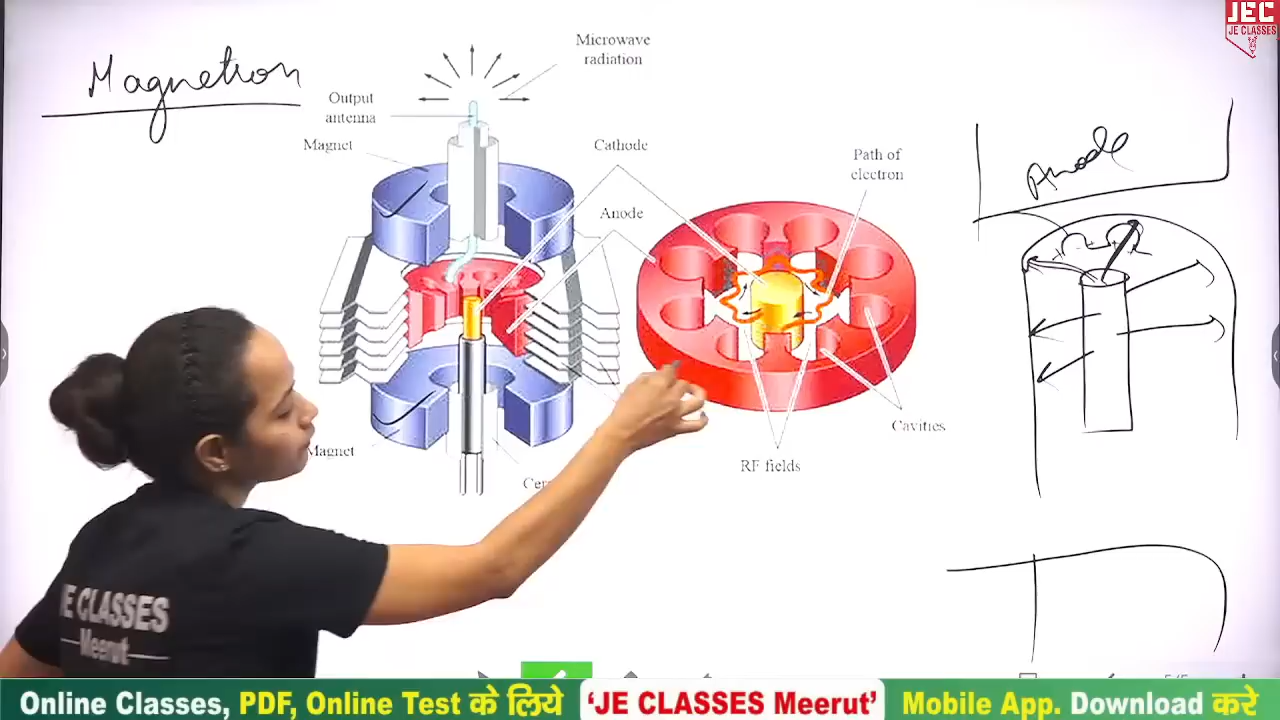 JEC
JE CLASSES
Magnetron
Microwave
radiation
Output
antenna
Magnet
Cathode
Anode
Path of
electron
Anode
Cavities
RF fields
Magnet
JE CLASSES
Meerut
Online Classes, PDF, Online Test के लिये 'JE CLASSES Meerut' Mobile App. Download करे